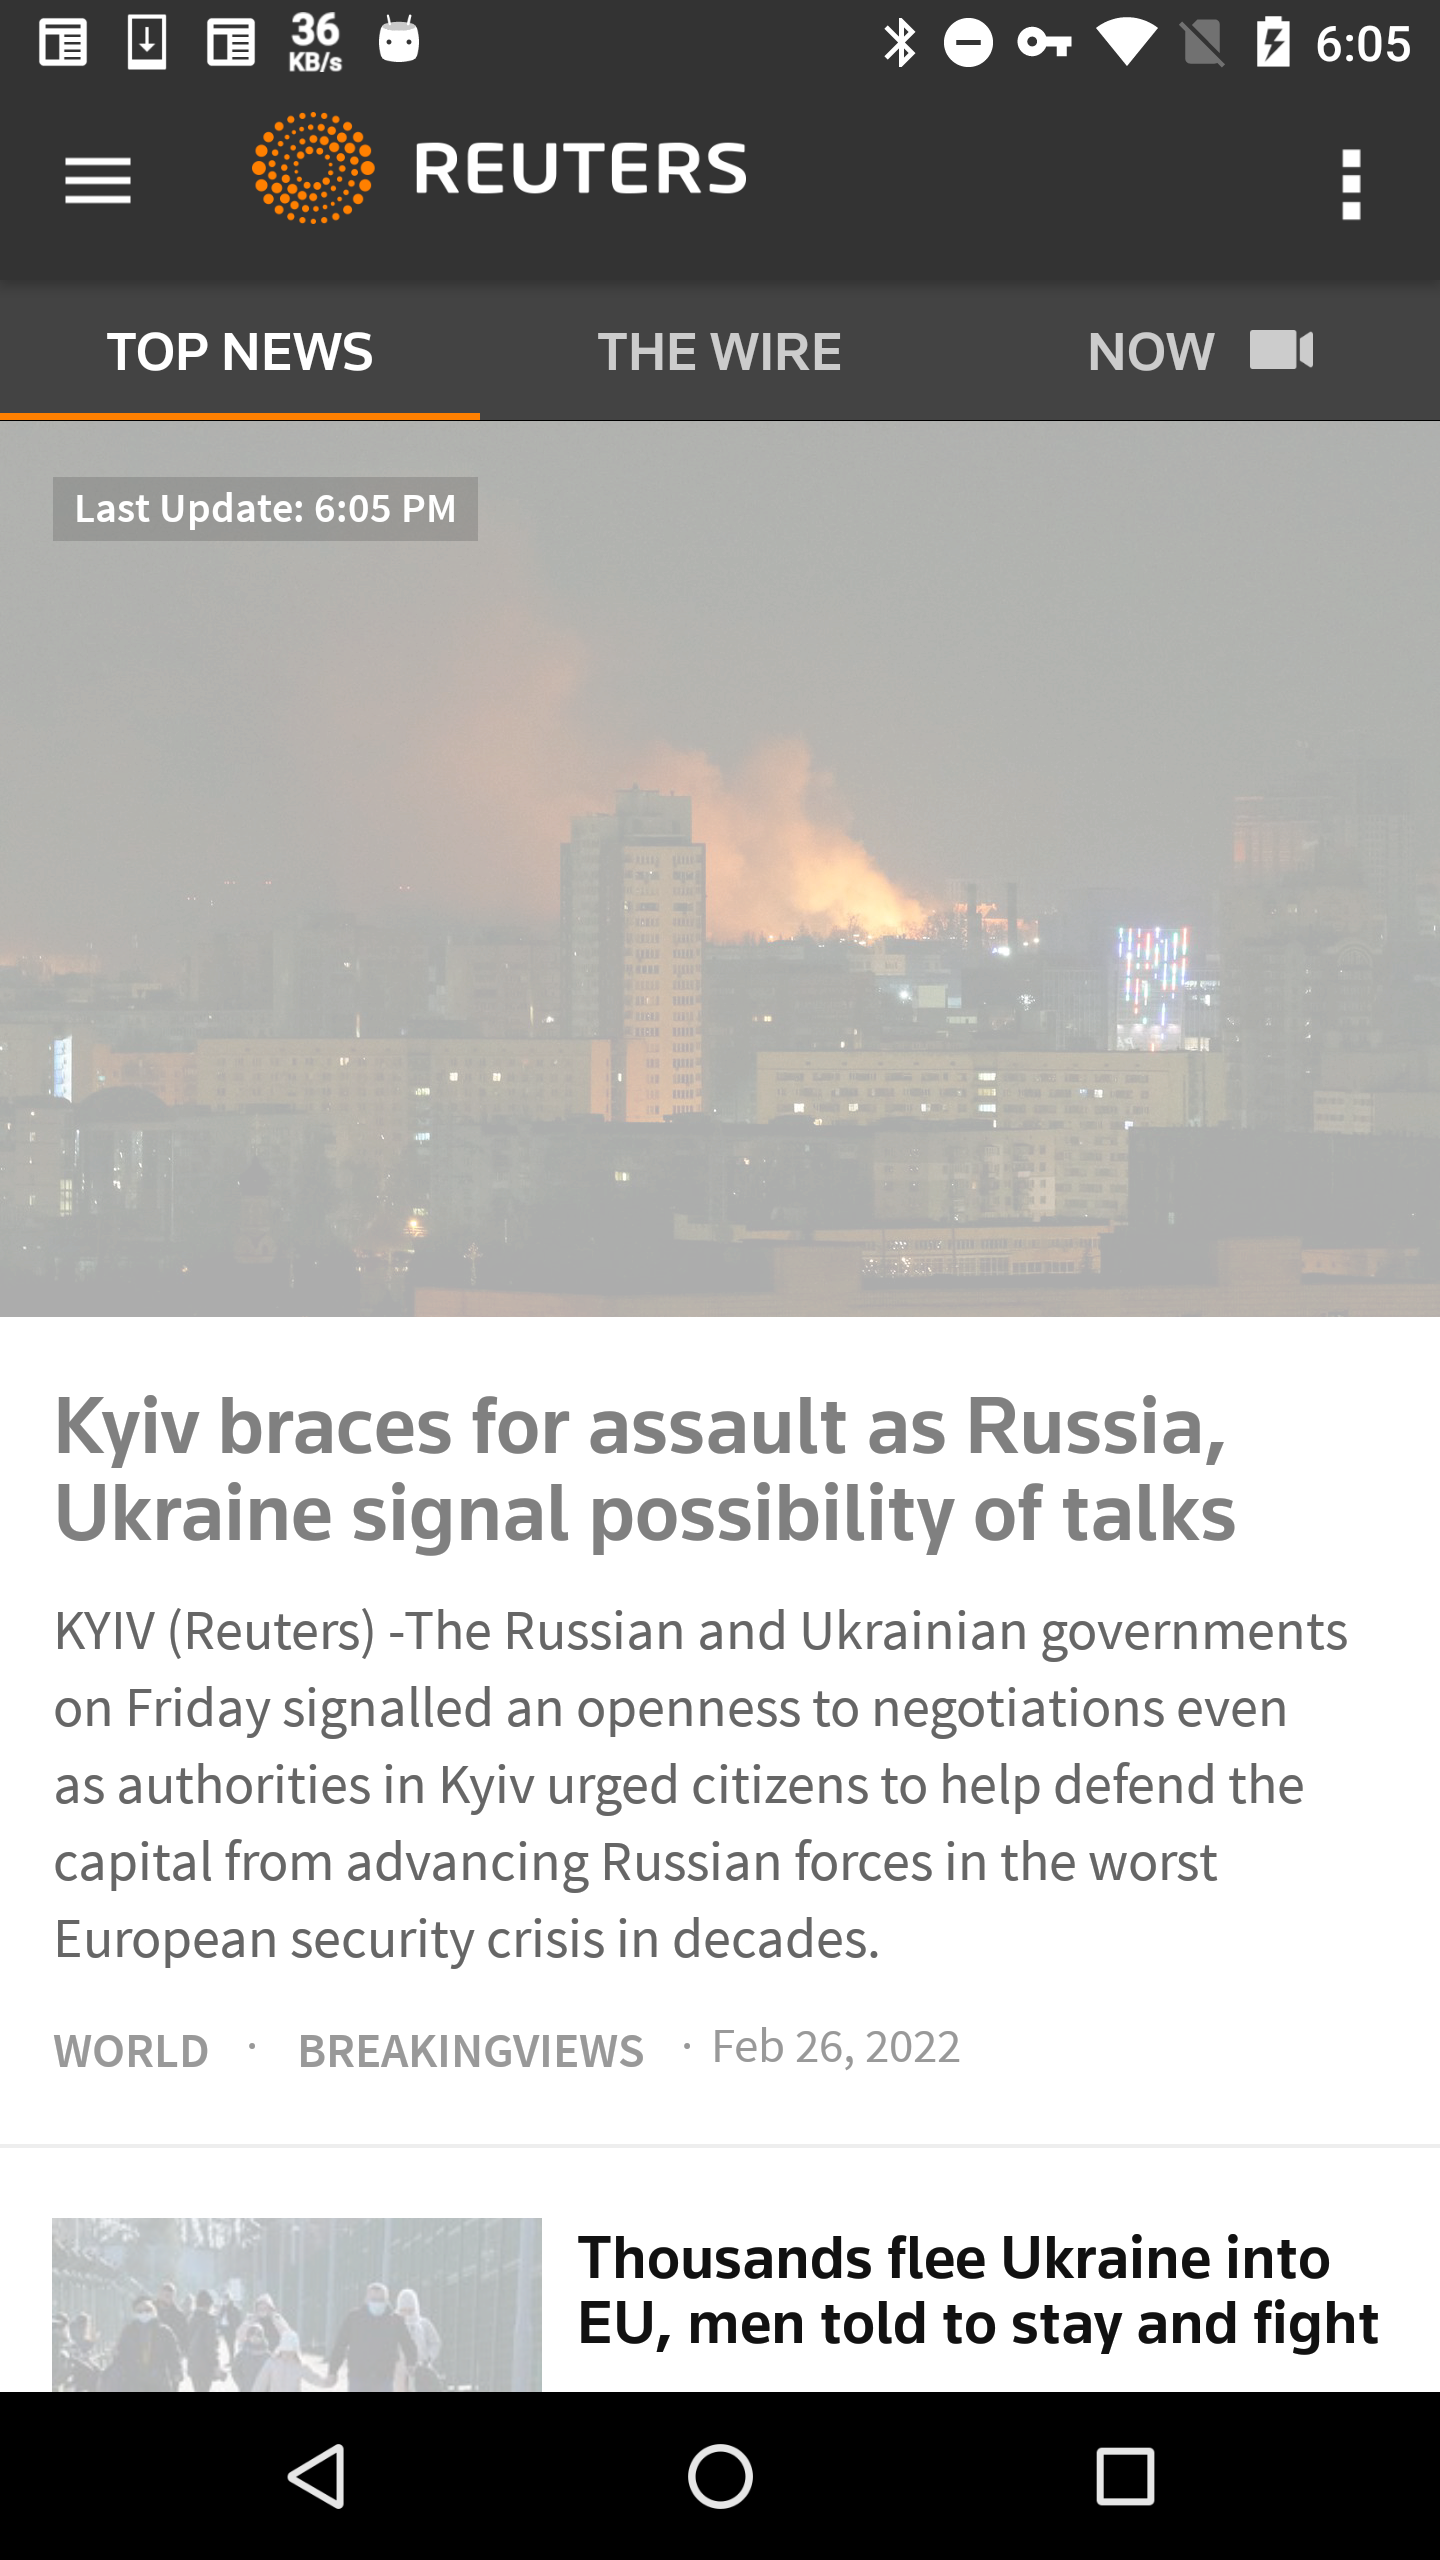 36
KB/s
6:05
REUTERS
TOP NEWS
THE WIRE
NOW
Last Update: 6:05 PM
Kyiv braces for assault as Russia,
Ukraine signal possibility of talks
KYIV (Reuters) -The Russian and Ukrainian governments
on Friday signalled an openness to negotiations even
as authorities in Kyiv urged citizens to help defend the
capital from advancing Russian forces in the worst
European security crisis in decades.
WORLD · BREAKINGVIEWS · Feb 26, 2022
Thousands flee Ukraine into
EU, men told to stay and fight